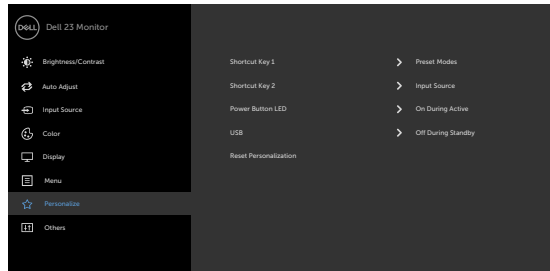 DELL Dell 23 Monitor
Brightness/Contrast
Auto Adjust
Input Source
Color
Display
Menu
Personalize
Others
Shortcut Key 1 Preset Modes
Shortcut Key 2 Input Source
Power Button LED On During Active
USB Off During Standby
Reset Personalization